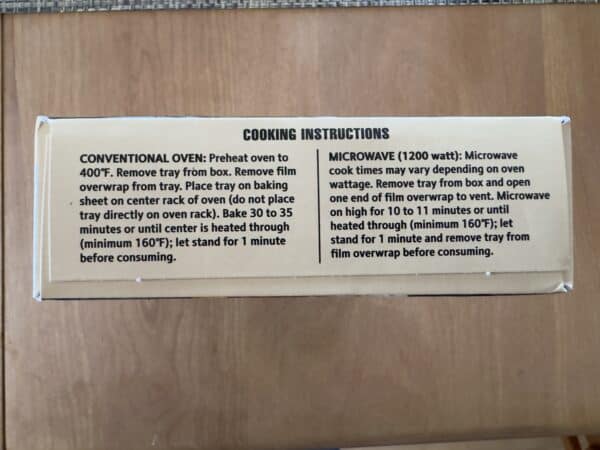 COOKING INSTRUCTIONS
CONVENTIONAL OVEN: Preheat oven to
400°F. Remove tray from box. Remove film
overwrap from tray. Place tray on baking
sheet on center rack of oven (do not place
tray directly on oven rack). Bake 30 to 35
minutes or until center is heated through
(minimum 160°F); let stand for 1 minute
before consuming.
MICROWAVE (1200 watt): Microwave
cook times may vary depending on oven
wattage. Remove tray from box and open
one end of film overwrap to vent. Microwave
on high for 10 to 11 minutes or until
heated through (minimum 160°F); let
stand for 1 minute and remove tray from
film overwrap before consuming.